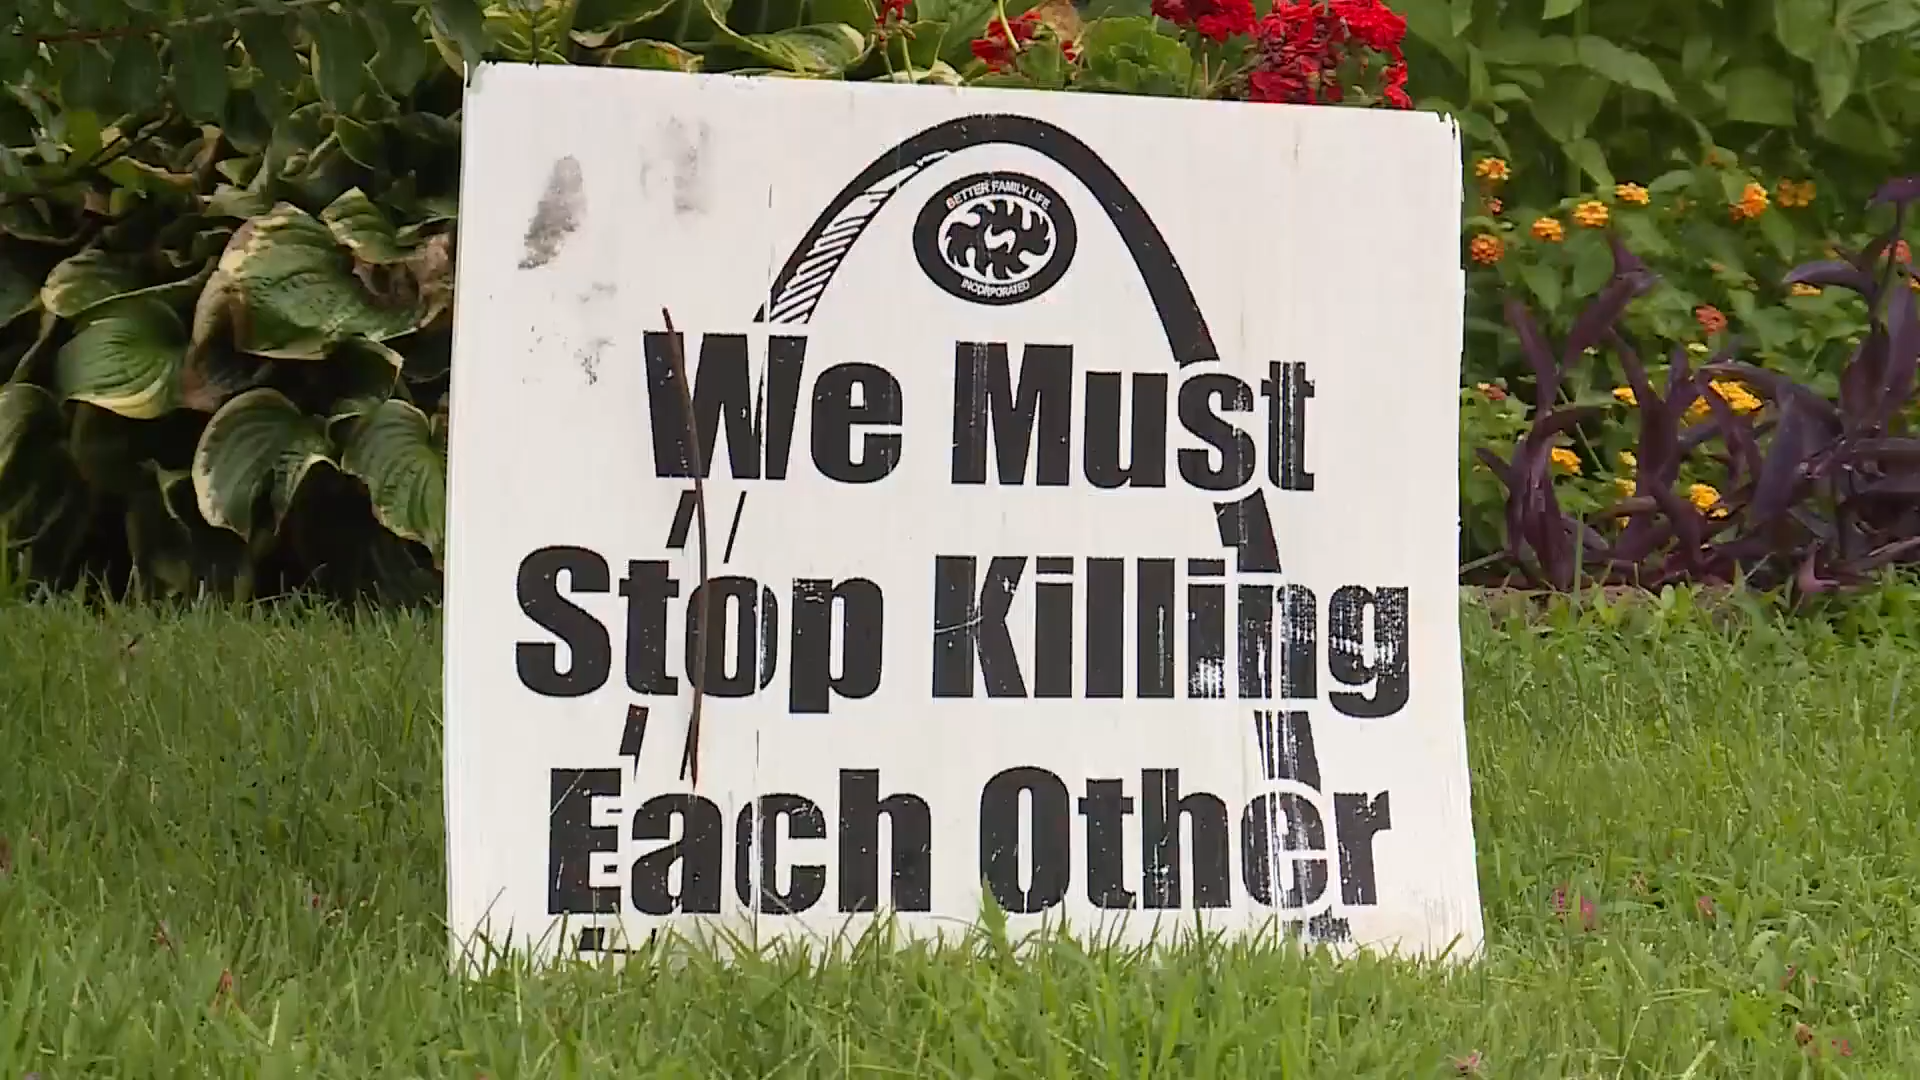 BETTER FAMILY LIFE
INCORPORATED
We Must
Stop Killing
Each Other